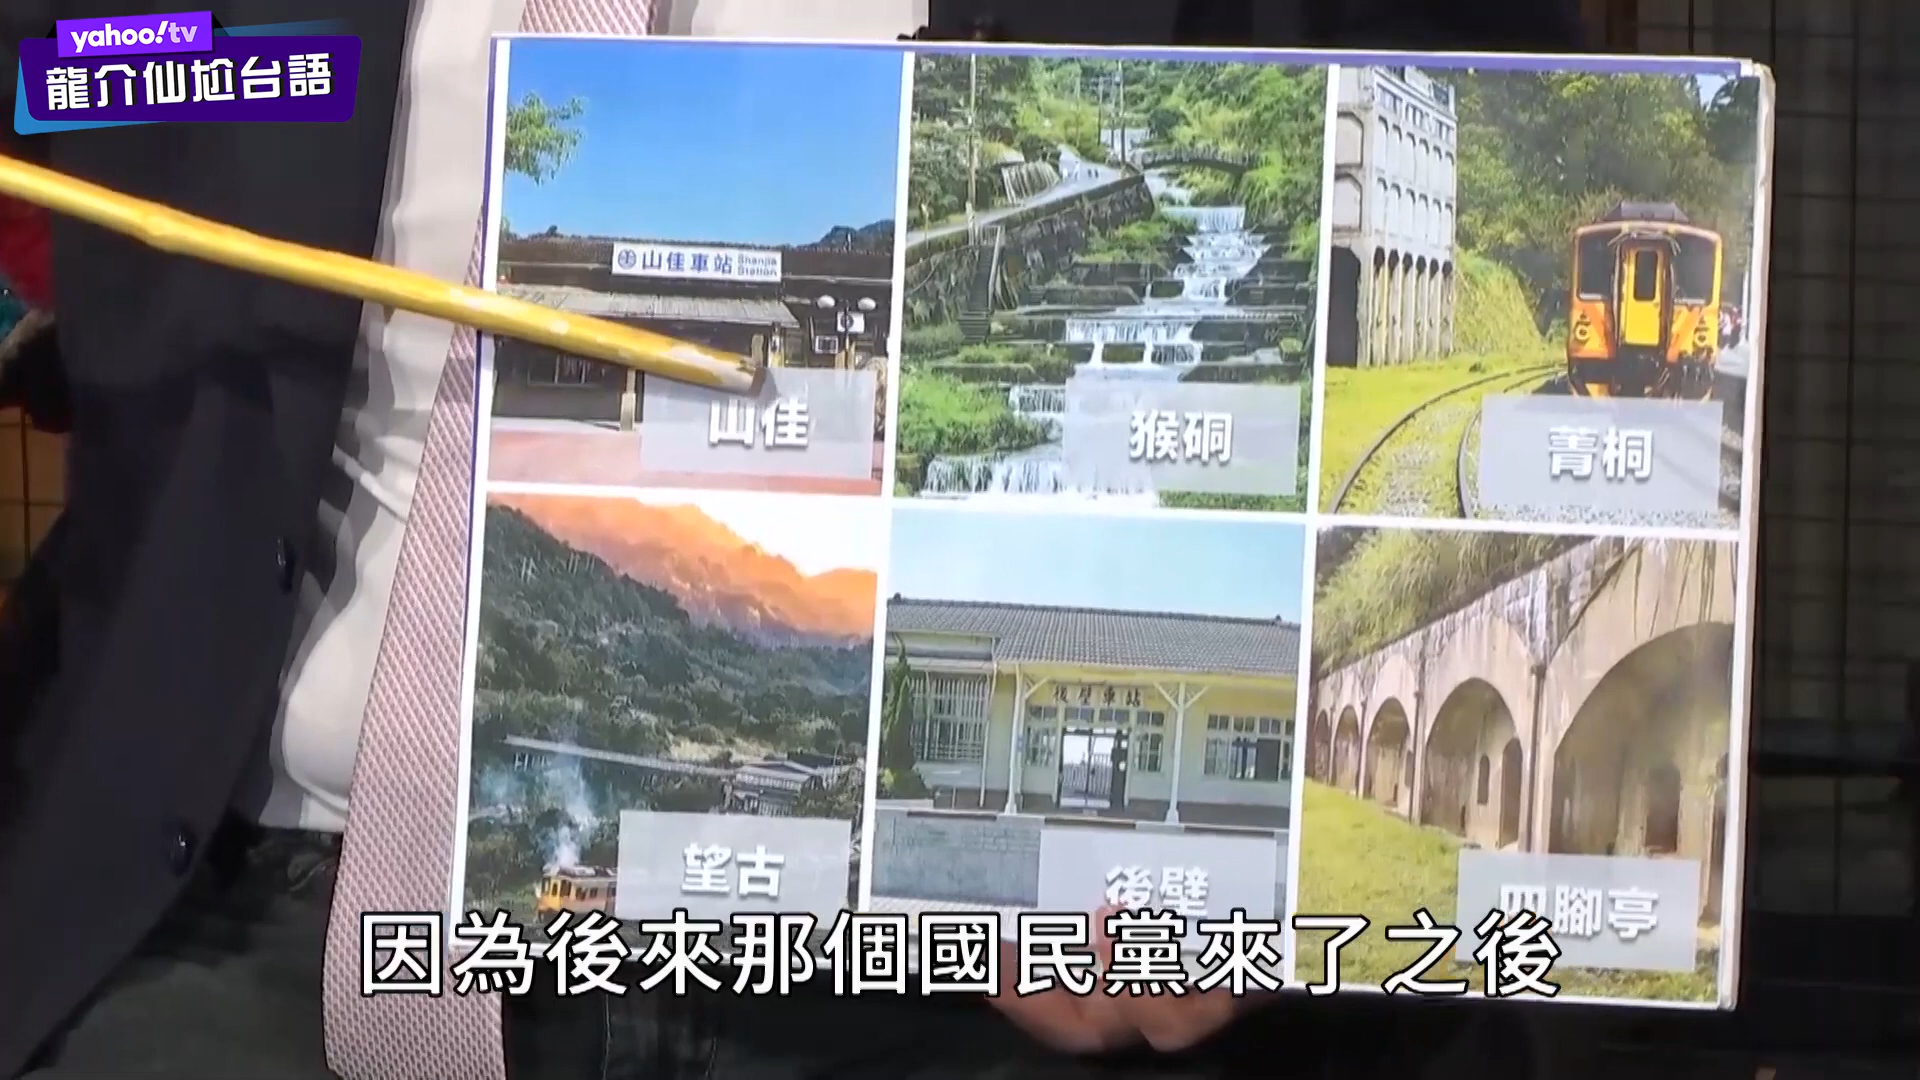 yahoo!tv
龍介仙尬台語
山佳車站 Shanjia
Station
山佳
猴硐
菁桐
望古
後壁車站
後壁
四腳亭
因為後來那個國民黨來了之後